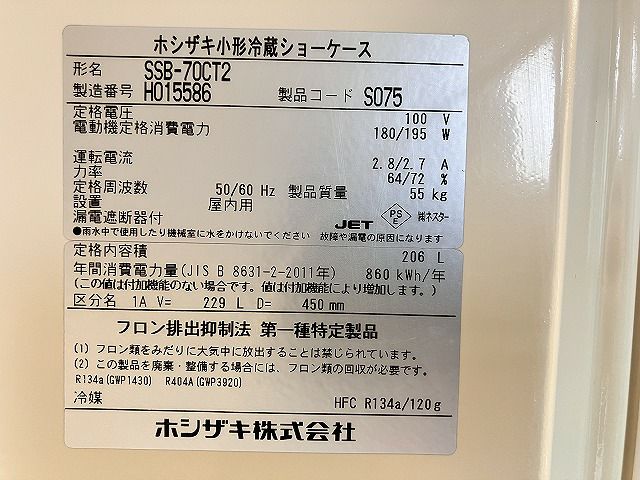 ホシザキ小形冷蔵ショーケース
形名 SSB-70CT2
製造番号 H015586 製品コード S075
定格電圧 100 V
電動機定格消費電力 180/195 W
運転電流 2.8/2.7 A
力率 64/72 %
定格周波数 50/60 Hz 製品質量 55 kg
設置 屋内用
漏電遮断器付 JET PSE ㈱ネスター
●雨水中で使用したり機械室に水をかけないでください 故障や漏電の原因になります
定格内容積 206 L
年間消費電力量(JIS B 8631-2-2011年) 860 kWh/年
(この値は付加機能のない場合です。値は付加機能により増加します。)
区分名 1A V= 229 L D= 450 mm
フロン排出抑制法 第一種特定製品
(1) フロン類をみだりに大気中に放出することは禁じられています。
(2) この製品を廃棄・整備する場合には、フロン類の回収が必要です。
R134a(GWP1430) R404A(GWP3920)
冷媒 HFC R134a/120g
ホシザキ株式会社